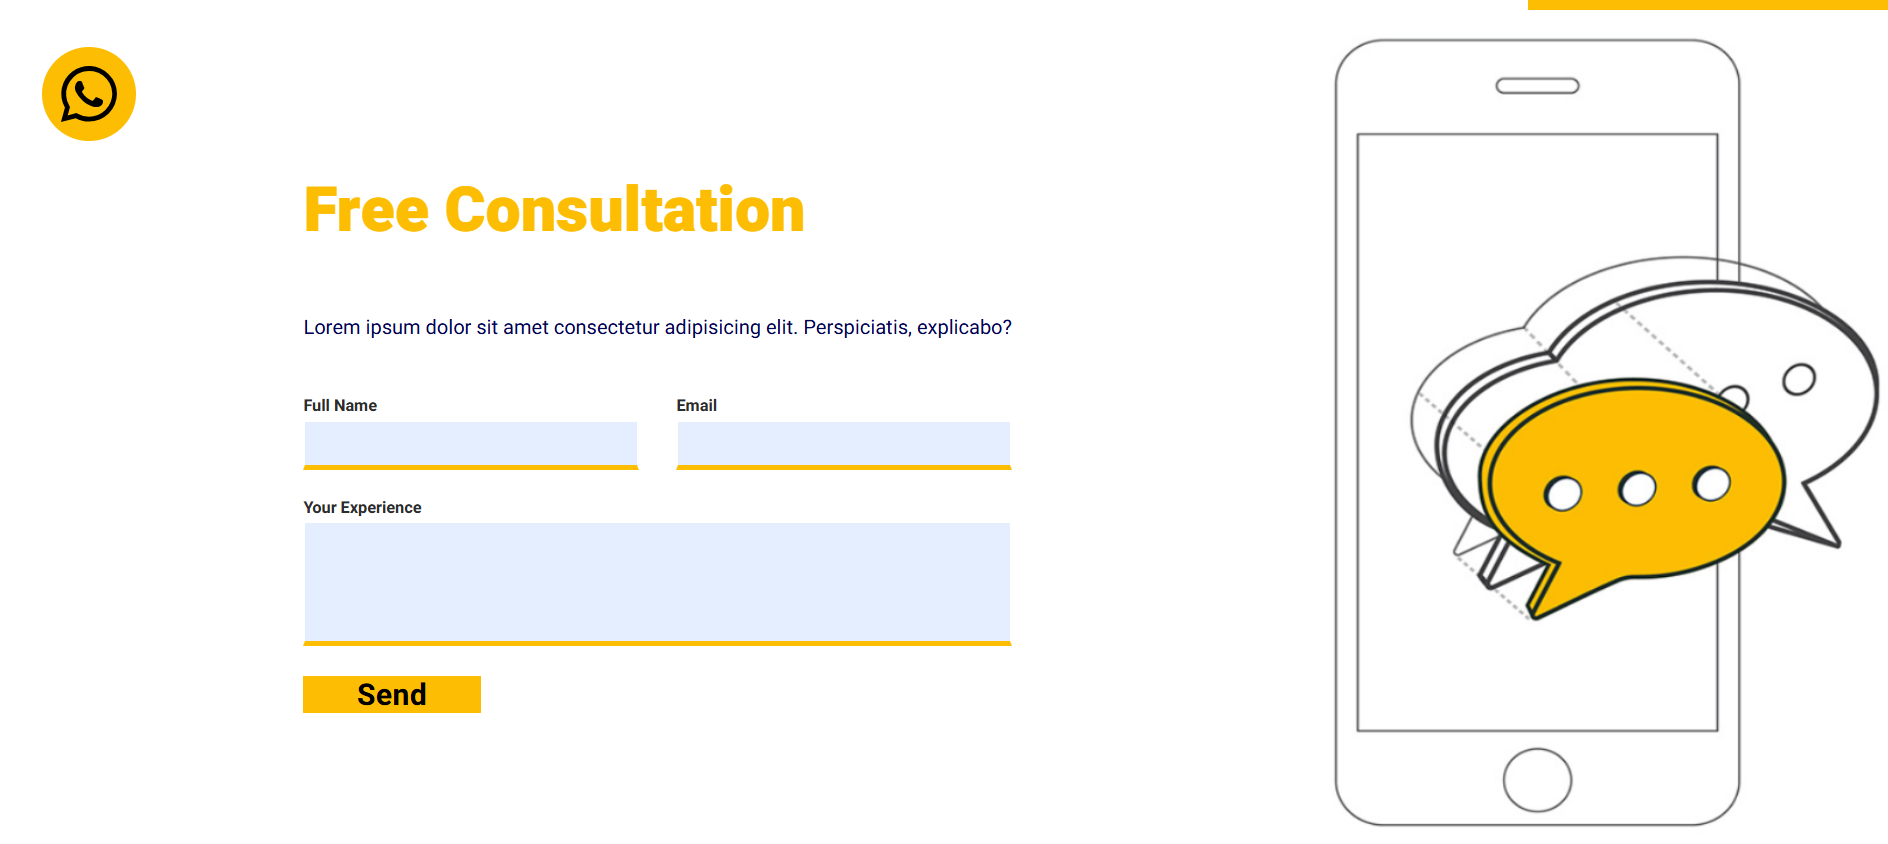 Free Consultation
Lorem ipsum dolor sit amet consectetur adipisicing elit. Perspiciatis, explicabo?
Full Name
Email
Your Experience
Send